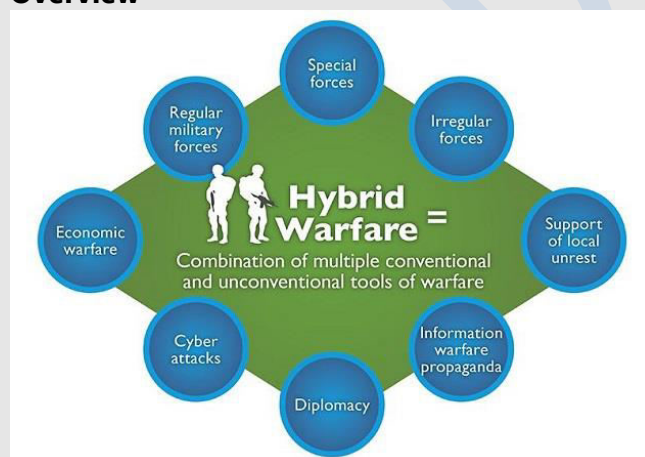 Overview
Special
forces
Regular
military
forces
Irregular
forces
Hybrid
Warfare =
Economic
warfare
Support
of local
unrest
Combination of multiple conventional
and unconventional tools of warfare
Cyber
attacks
Information
warfare
propaganda
Diplomacy